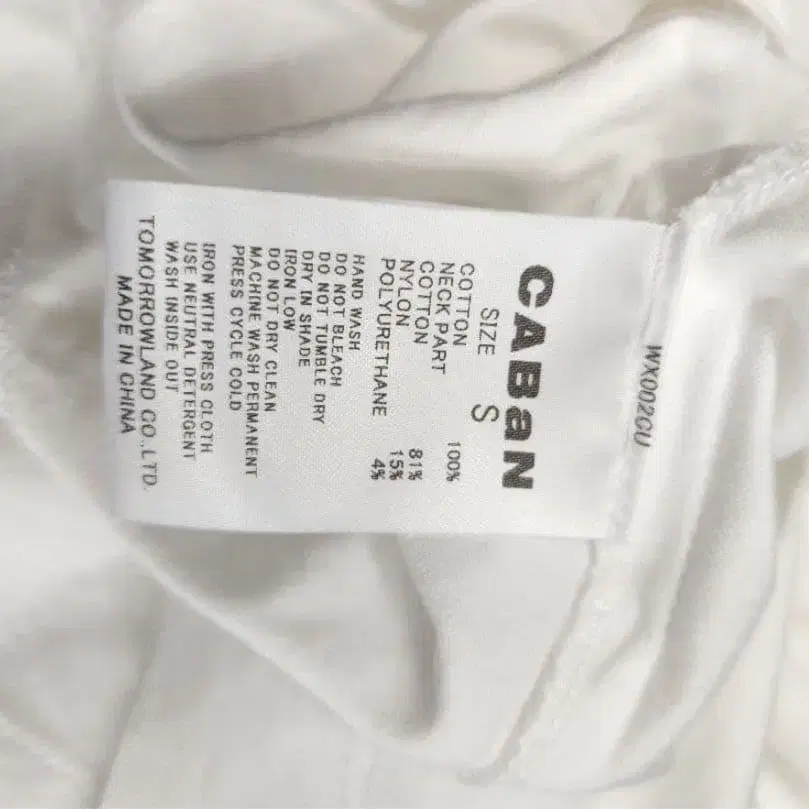 WX002CU
CABaN
SIZE S
COTTON 100%
NECK PART
COTTON 81%
NYLON 15%
POLYURETHANE 4%
HAND WASH
DO NOT BLEACH
DO NOT TUMBLE DRY
DRY IN SHADE
IRON LOW
DO NOT DRY CLEAN
MACHINE WASH PERMANENT
PRESS CYCLE COLD
IRON WITH PRESS CLOTH
USE NEUTRAL DETERGENT
WASH INSIDE OUT
TOMORROWLAND CO.,LTD.
MADE IN CHINA